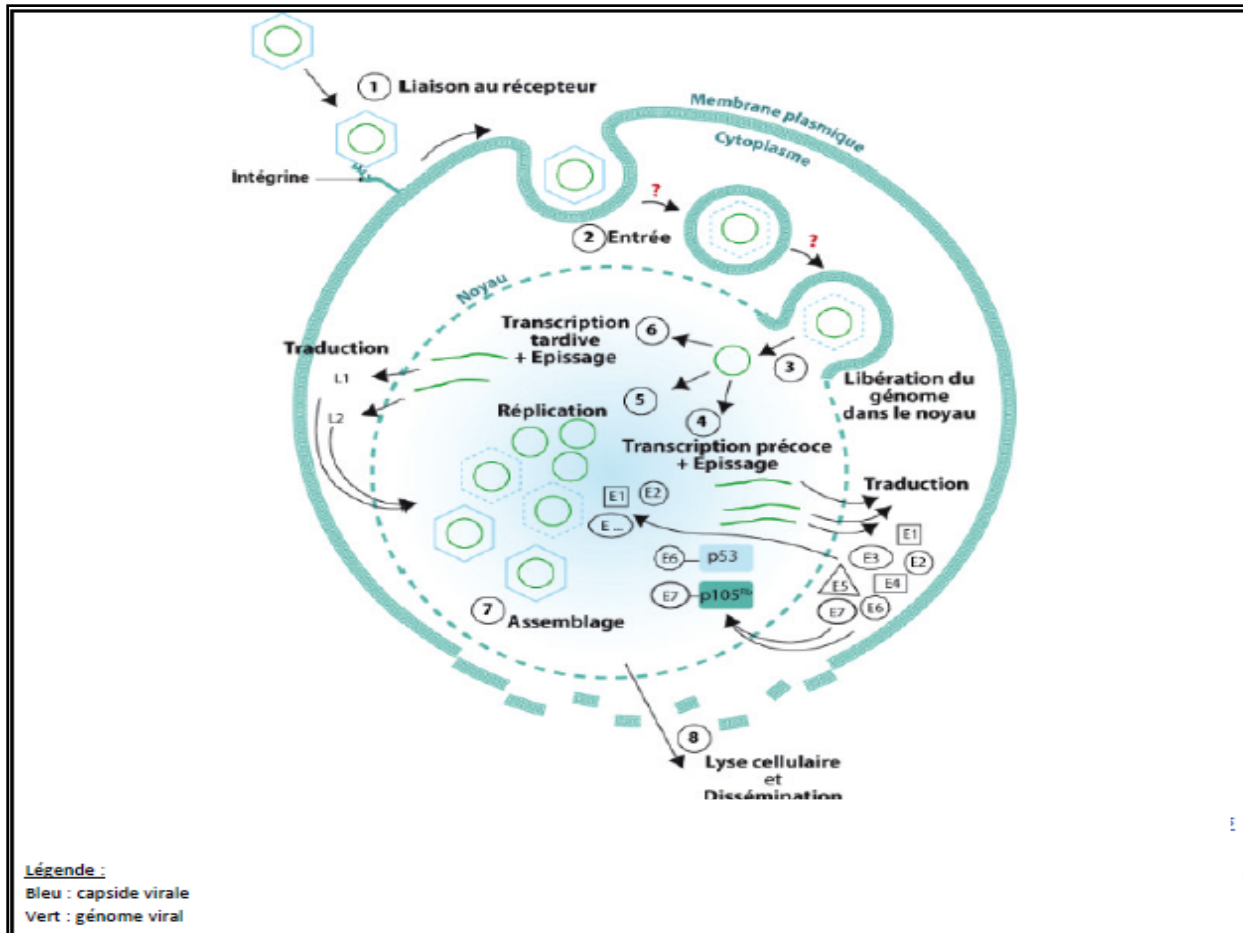 1 Liaison au récepteur
Intégrine
Membrane plasmique
Cytoplasme
?
2 Entrée
?
Noyau
Transcription
tardive
+ Epissage
6
3
Libération du
génome
dans le noyau
Traduction
L1
L2
5
4
Réplication
Transcription précoce
+ Epissage
Traduction
E1
E2
E...
E6
p53
E7
p105Rb
E1
E3
E2
E5
E4
E7
E6
7 Assemblage
8
Lyse cellulaire
et
Dissémination
Légende :
Bleu : capside virale
Vert : génome viral